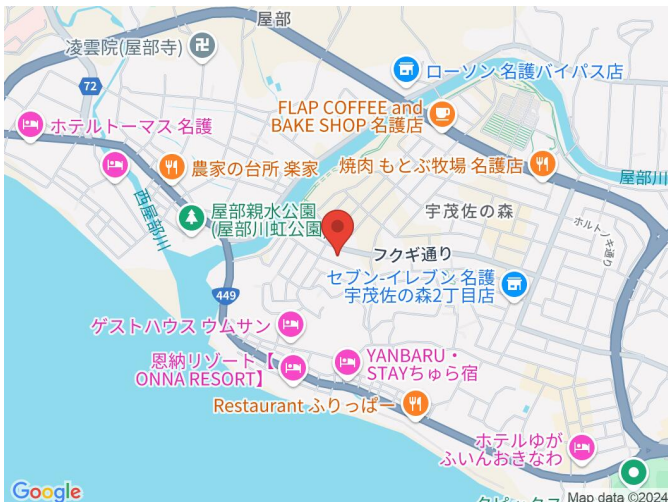 屋部
凌雲院(屋部寺)
ローソン 名護バイパス店
72
FLAP COFFEE and
BAKE SHOP 名護店
ホテルトーマス 名護
農家の台所 楽家
焼肉 もとぶ牧場 名護店
屋部川
西屋部川
屋部親水公園
(屋部川虹公園)
宇茂佐の森
ホルトノキ通り
フクギ通り
セブン-イレブン 名護
宇茂佐の森2丁目店
449
ゲストハウス ウムサン
恩納リゾート【
ONNA RESORT】
YANBARU・
STAYちゅら宿
Restaurant ふりっぱー
ホテルゆが
ふいんおきなわ
Google
Map data ©2024